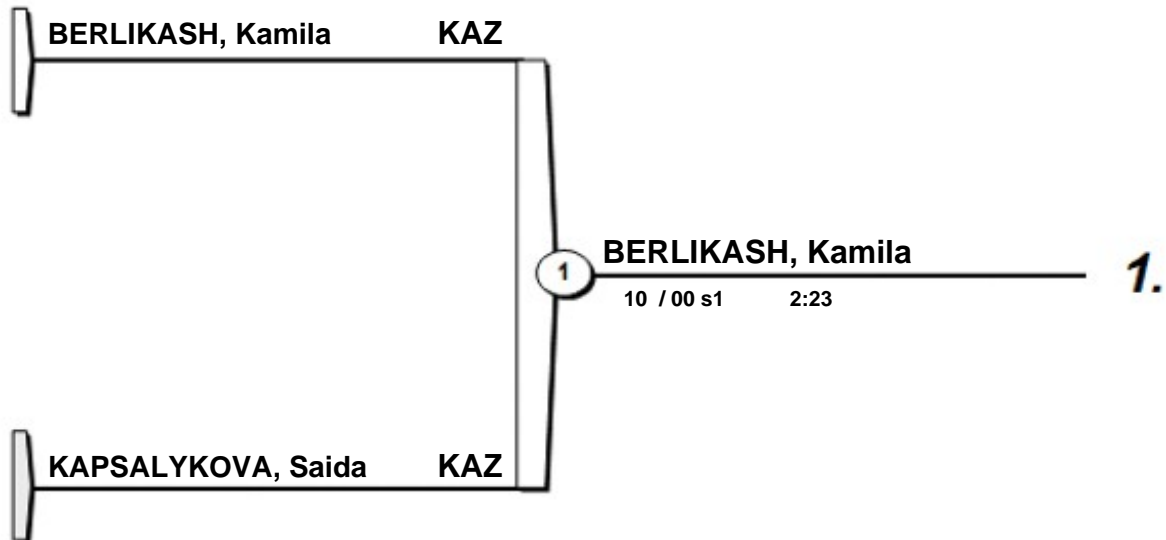 BERLIKASH, Kamila KAZ
1 BERLIKASH, Kamila 1.
10 / 00 s1 2:23
KAPSALYKOVA, Saida KAZ